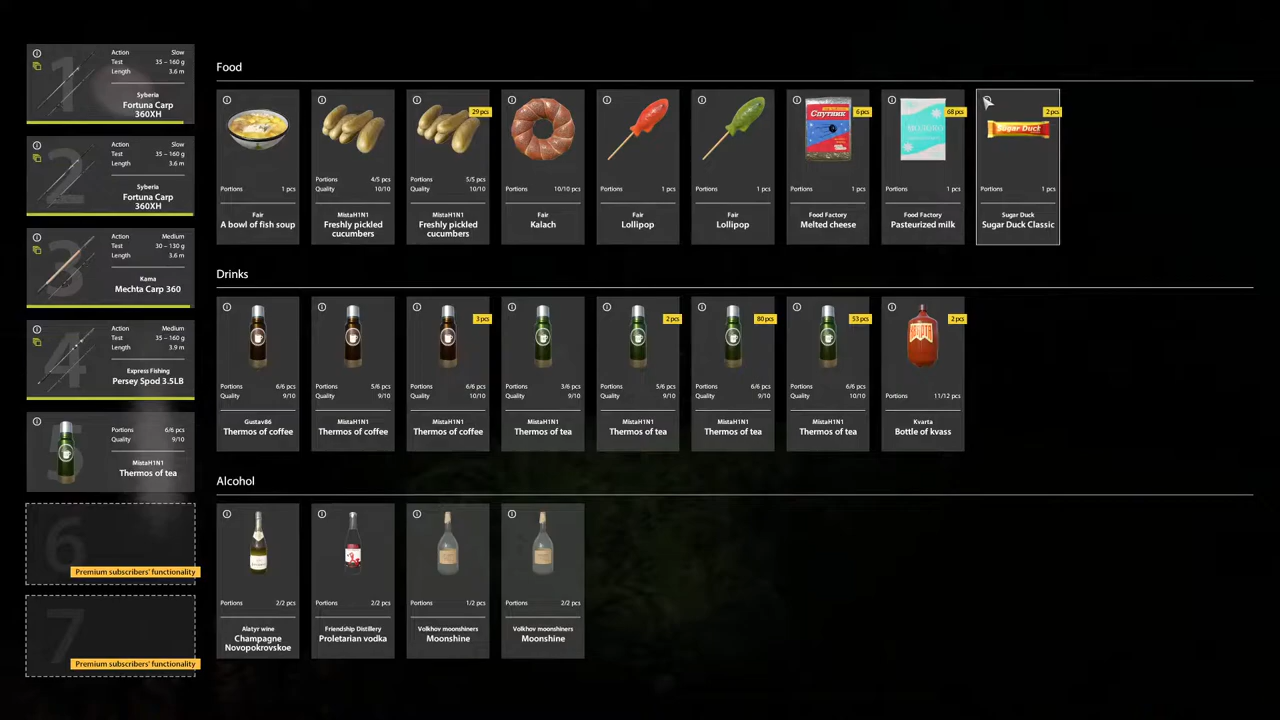 1
Action Slow
Test 35 – 160 g
Length 3.6 m
Syberia
Fortuna Carp
360XH
2
Action Slow
Test 35 – 160 g
Length 3.6 m
Syberia
Fortuna Carp
360XH
3
Action Medium
Test 30 – 130 g
Length 3.6 m
Kama
Mechta Carp 360
4
Action Medium
Test 35 – 160 g
Length 3.9 m
Express Fishing
Persey Spod 3.5LB
5
Portions 6/6 pcs
Quality 9/10
MistaH1N1
Thermos of tea
6
Premium subscribers' functionality
7
Premium subscribers' functionality
Food
Portions 1 pcs
Fair
A bowl of fish soup
Portions 4/5 pcs
Quality 10/10
MistaH1N1
Freshly pickled
cucumbers
29 pcs
Portions 5/5 pcs
Quality 10/10
MistaH1N1
Freshly pickled
cucumbers
Portions 10/10 pcs
Fair
Kalach
Portions 1 pcs
Fair
Lollipop
Portions 1 pcs
Fair
Lollipop
6 pcs
Спутник
Portions 1 pcs
Food Factory
Melted cheese
68 pcs
Portions 1 pcs
Food Factory
Pasteurized milk
2 pcs
Sugar Duck
Portions 1 pcs
Sugar Duck
Sugar Duck Classic
Drinks
Portions 6/6 pcs
Quality 9/10
Gustav86
Thermos of coffee
Portions 5/6 pcs
Quality 9/10
MistaH1N1
Thermos of coffee
3 pcs
Portions 6/6 pcs
Quality 10/10
MistaH1N1
Thermos of coffee
Portions 3/6 pcs
Quality 9/10
MistaH1N1
Thermos of tea
2 pcs
Portions 5/6 pcs
Quality 9/10
MistaH1N1
Thermos of tea
80 pcs
Portions 6/6 pcs
Quality 9/10
MistaH1N1
Thermos of tea
53 pcs
Portions 6/6 pcs
Quality 10/10
MistaH1N1
Thermos of tea
2 pcs
Portions 11/12 pcs
Kvarta
Bottle of kvass
Alcohol
Portions 2/2 pcs
Alatyr wine
Champagne
Novopokrovskoe
Portions 2/2 pcs
Friendship Distillery
Proletarian vodka
Portions 1/2 pcs
Volkhov moonshiners
Moonshine
Portions 2/2 pcs
Volkhov moonshiners
Moonshine